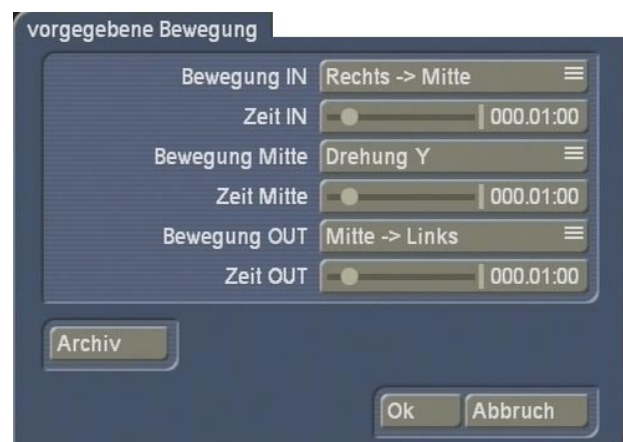 vorgegebene Bewegung
Bewegung IN Rechts -> Mitte
Zeit IN 000.01:00
Bewegung Mitte Drehung Y
Zeit Mitte 000.01:00
Bewegung OUT Mitte -> Links
Zeit OUT 000.01:00
Archiv
Ok Abbruch